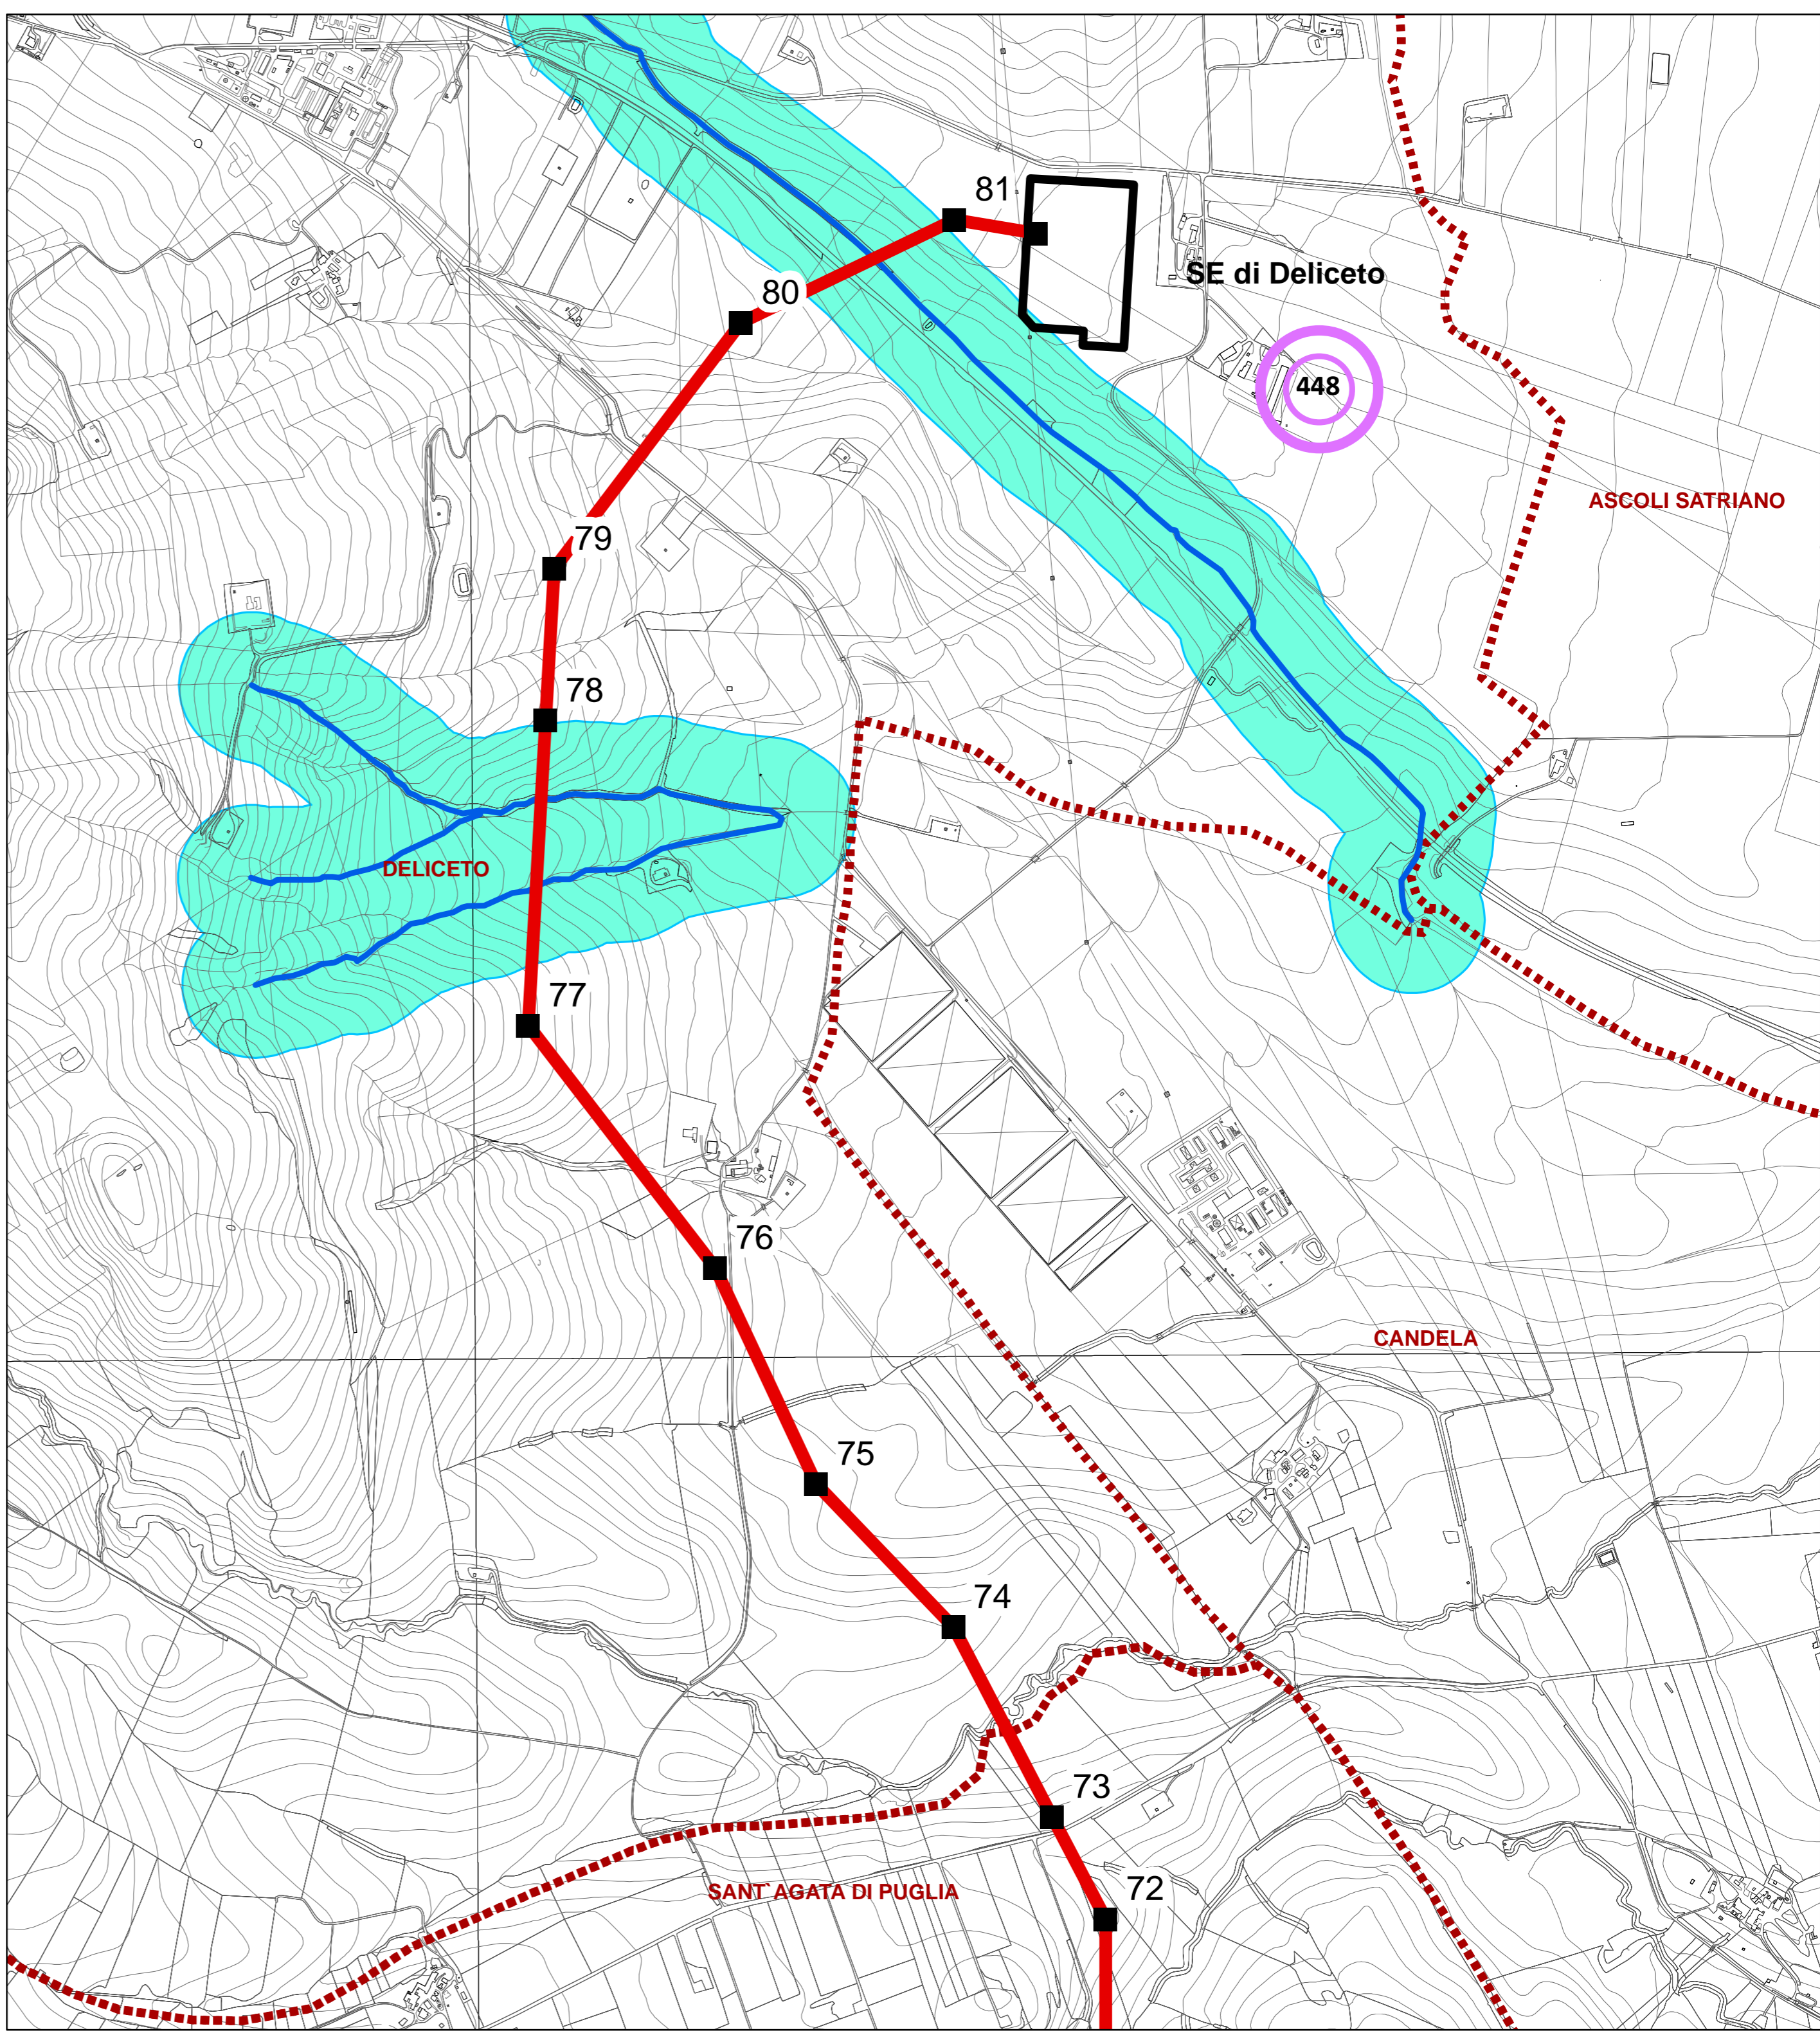 81
SE di Deliceto
80
448
ASCOLI SATRIANO
79
78
DELICETO
77
76
CANDELA
75
74
73
72
SANT`AGATA DI PUGLIA